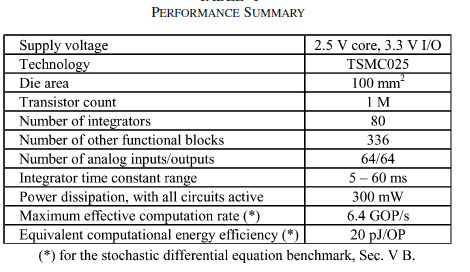 PERFORMANCE SUMMARY
Supply voltage 2.5 V core, 3.3 V I/O
Technology TSMC025
Die area 100 mm²
Transistor count 1 M
Number of integrators 80
Number of other functional blocks 336
Number of analog inputs/outputs 64/64
Integrator time constant range 5 – 60 ms
Power dissipation, with all circuits active 300 mW
Maximum effective computation rate (*) 6.4 GOP/s
Equivalent computational energy efficiency (*) 20 pJ/OP
(*) for the stochastic differential equation benchmark, Sec. V B.